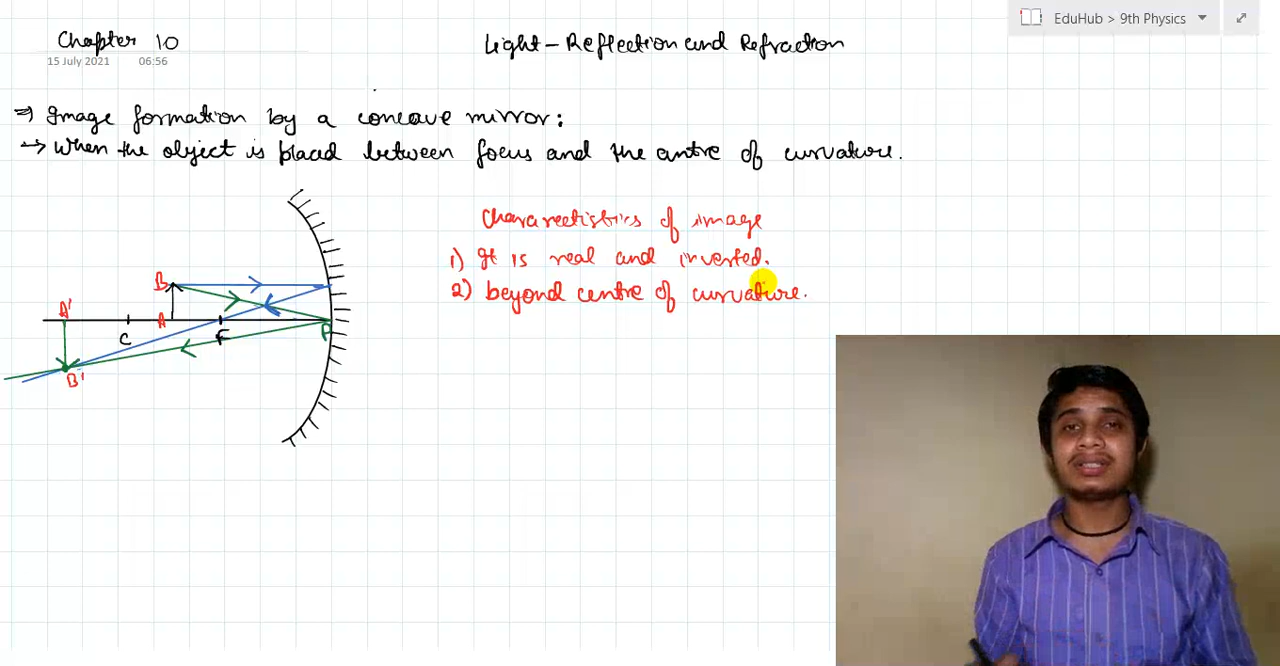 EduHub > 9th Physics
Chapter 10
Light - Reflection and Refraction
15 July 2021 06:56
⇒ Image formation by a concave mirror:
→ When the object is placed between focus and the centre of curvature.
Charactistics of image
1) It is real and inverted.
2) beyond centre of curvature.
B
A'
A
C
F
P
B'